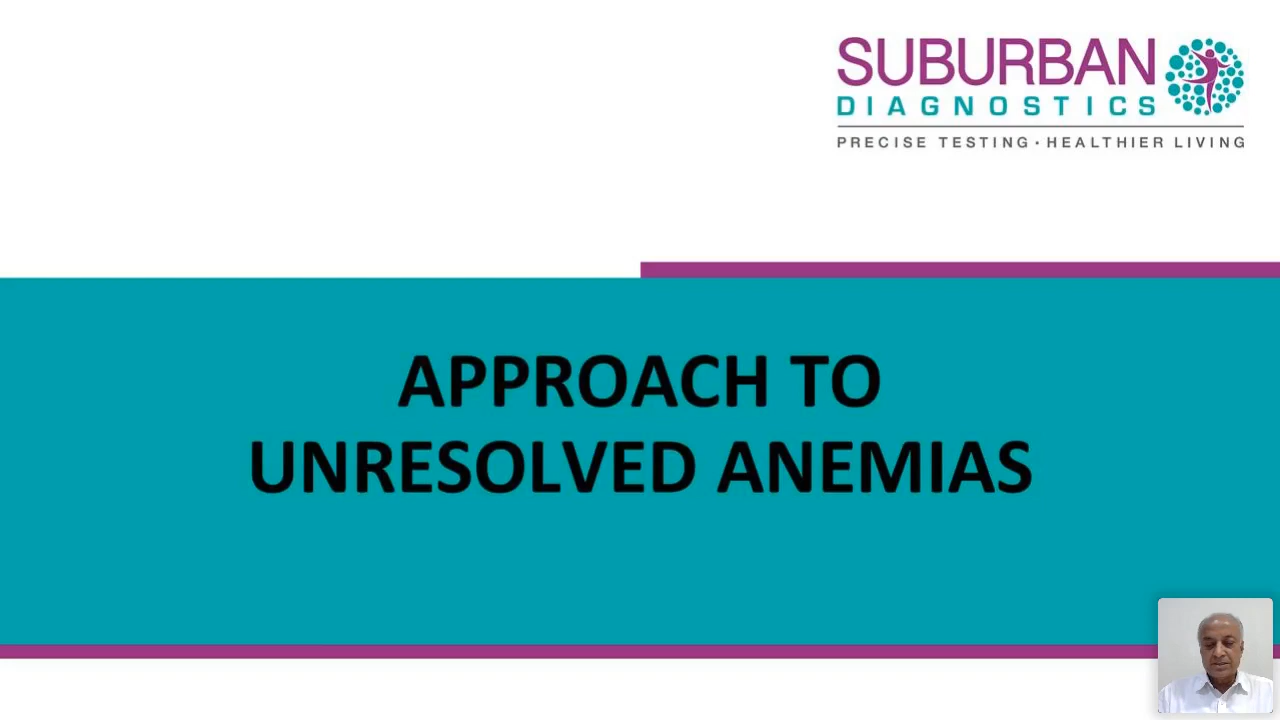 SUBURBAN
DIAGNOSTICS
PRECISE TESTING · HEALTHIER LIVING
APPROACH TO
UNRESOLVED ANEMIAS